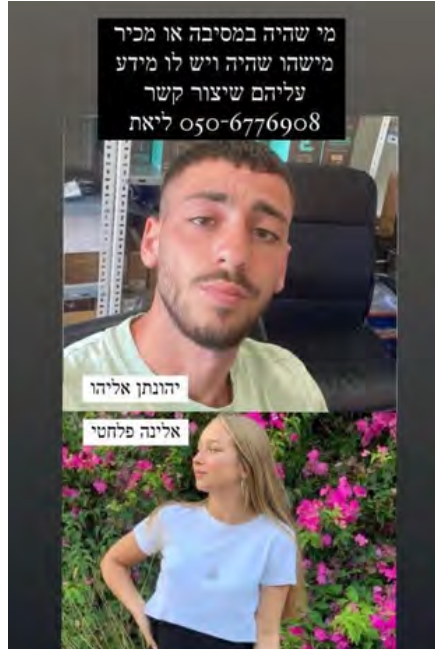 מי שהיה במסיבה או מכיר
מישהו שהיה ויש לו מידע
עליהם שיצור קשר
050-6776908 ליאת
יהונתן אליהו
אלינה פלחטי